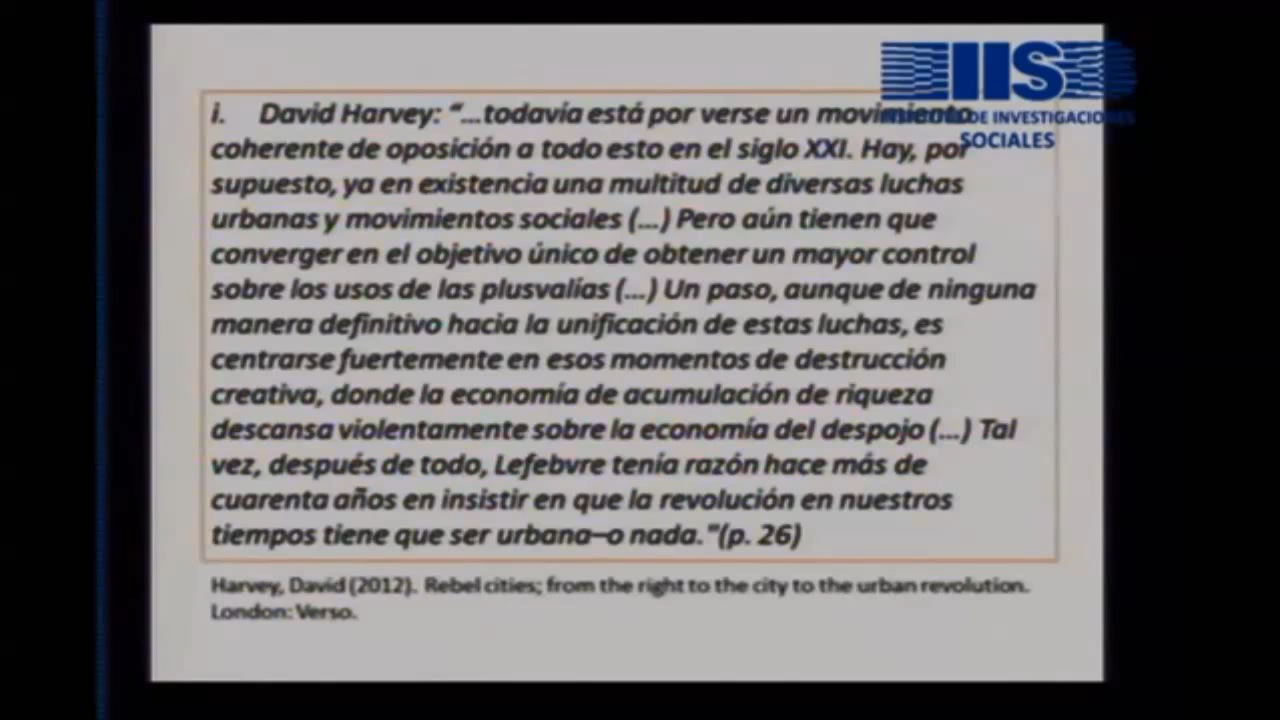 IIS
DE INVESTIGACIONES
SOCIALES
i. David Harvey: “...todavía está por verse un movimiento
coherente de oposición a todo esto en el siglo XXI. Hay, por
supuesto, ya en existencia una multitud de diversas luchas
urbanas y movimientos sociales (...) Pero aún tienen que
converger en el objetivo único de obtener un mayor control
sobre los usos de las plusvalías (...) Un paso, aunque de ninguna
manera definitivo hacia la unificación de estas luchas, es
centrarse fuertemente en esos momentos de destrucción
creativa, donde la economía de acumulación de riqueza
descansa violentamente sobre la economía del despojo (...) Tal
vez, después de todo, Lefebvre tenía razón hace más de
cuarenta años en insistir en que la revolución en nuestros
tiempos tiene que ser urbana—o nada."(p. 26)
Harvey, David (2012). Rebel cities; from the right to the city to the urban revolution.
London: Verso.